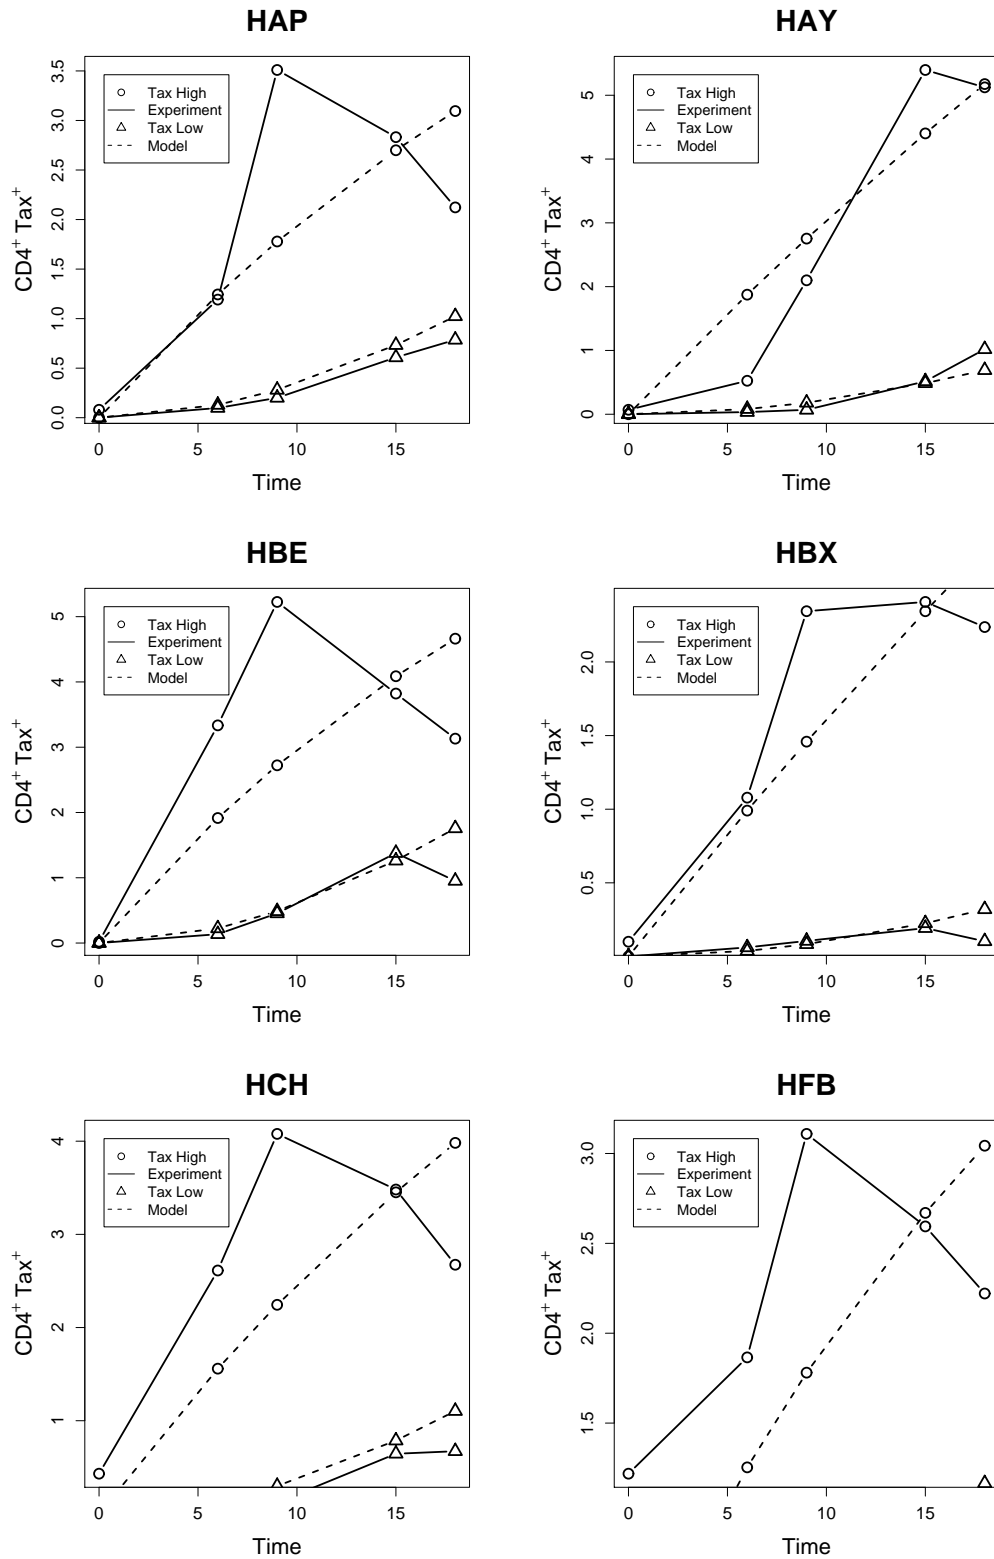 HAP
CD4+ Tax+
3.5
3.0
2.5
2.0
1.5
1.0
0.5
0.0
Tax High
Experiment
Tax Low
Model
0 5 10 15
Time
HAY
CD4+ Tax+
5
4
3
2
1
0
Tax High
Experiment
Tax Low
Model
0 5 10 15
Time
HBE
CD4+ Tax+
5
4
3
2
1
0
Tax High
Experiment
Tax Low
Model
0 5 10 15
Time
HBX
CD4+ Tax+
2.0
1.5
1.0
0.5
Tax High
Experiment
Tax Low
Model
0 5 10 15
Time
HCH
CD4+ Tax+
4
3
2
1
Tax High
Experiment
Tax Low
Model
0 5 10 15
Time
HFB
CD4+ Tax+
3.0
2.5
2.0
1.5
Tax High
Experiment
Tax Low
Model
0 5 10 15
Time